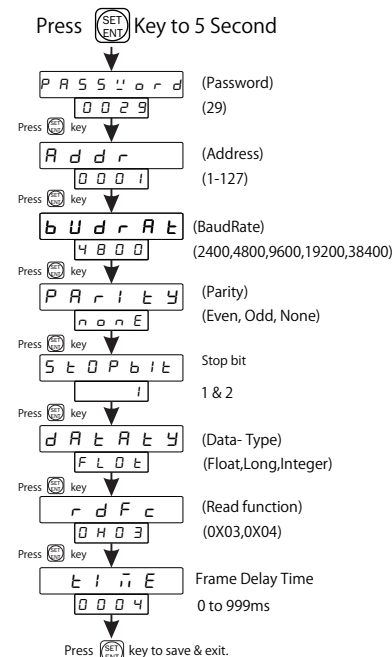 Press SET ENT Key to 5 Second
PASSWord (Password)
0029 (29)
Press SET ENT key
Addr (Address)
0001 (1-127)
Press SET ENT key
bUdrAt (BaudRate)
4800 (2400,4800,9600,19200,38400)
Press SET ENT key
PArItY (Parity)
nonE (Even, Odd, None)
Press SET ENT key
StOPbIt Stop bit
1 1 & 2
Press SET ENT key
dAtAtY (Data- Type)
FLOt (Float,Long,Integer)
Press SET ENT key
rdFc (Read function)
0H03 (0X03,0X04)
Press SET ENT key
tIME Frame Delay Time
0004 0 to 999ms
Press SET ENT key to save & exit.